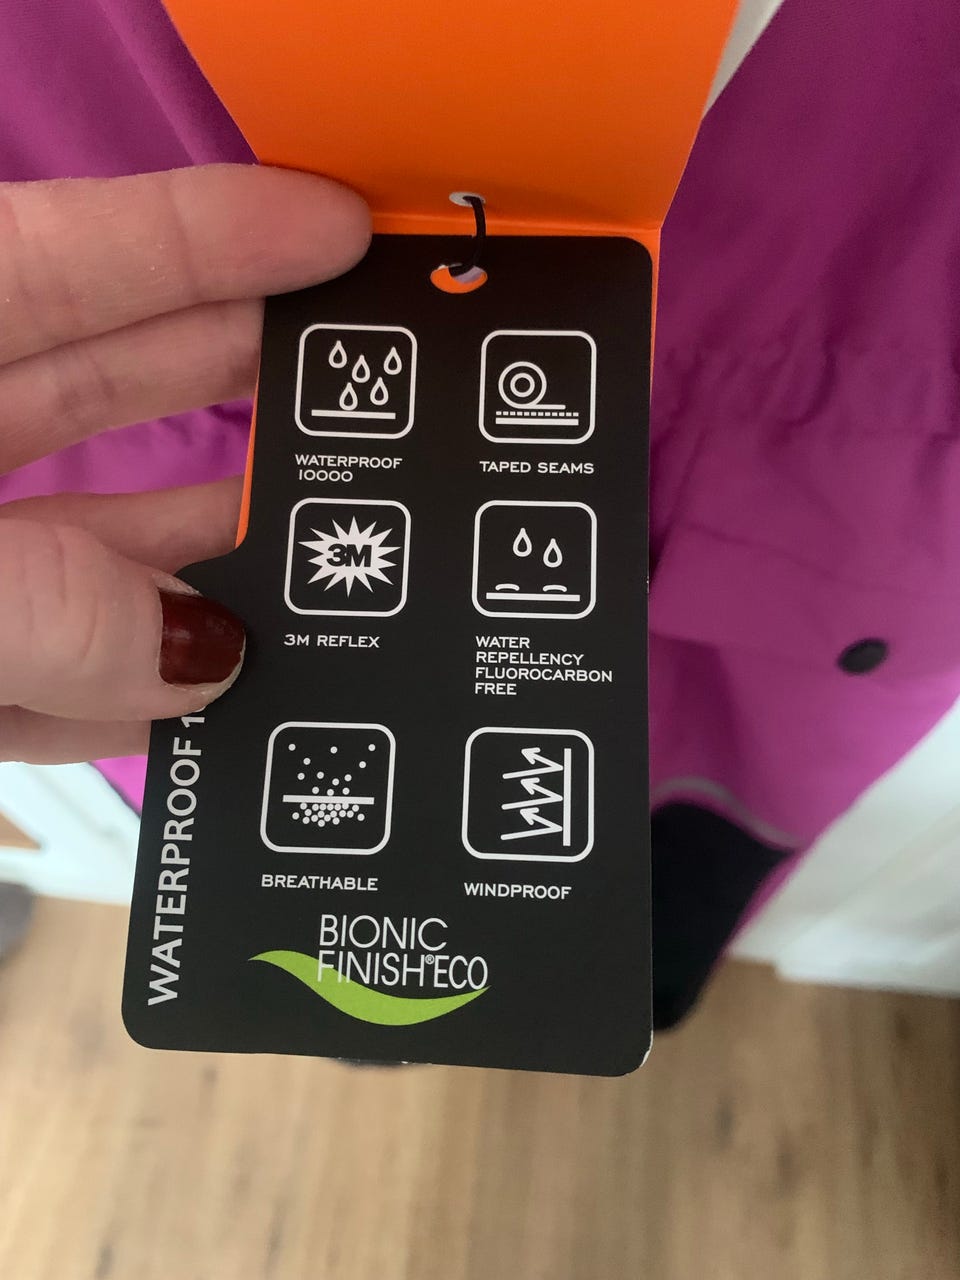 WATERPROOF
10000
TAPED SEAMS
3M
3M REFLEX
WATER
REPELLENCY
FLUOROCARBON
FREE
BREATHABLE
WINDPROOF
WATERPROOF
BIONIC
FINISH®ECO